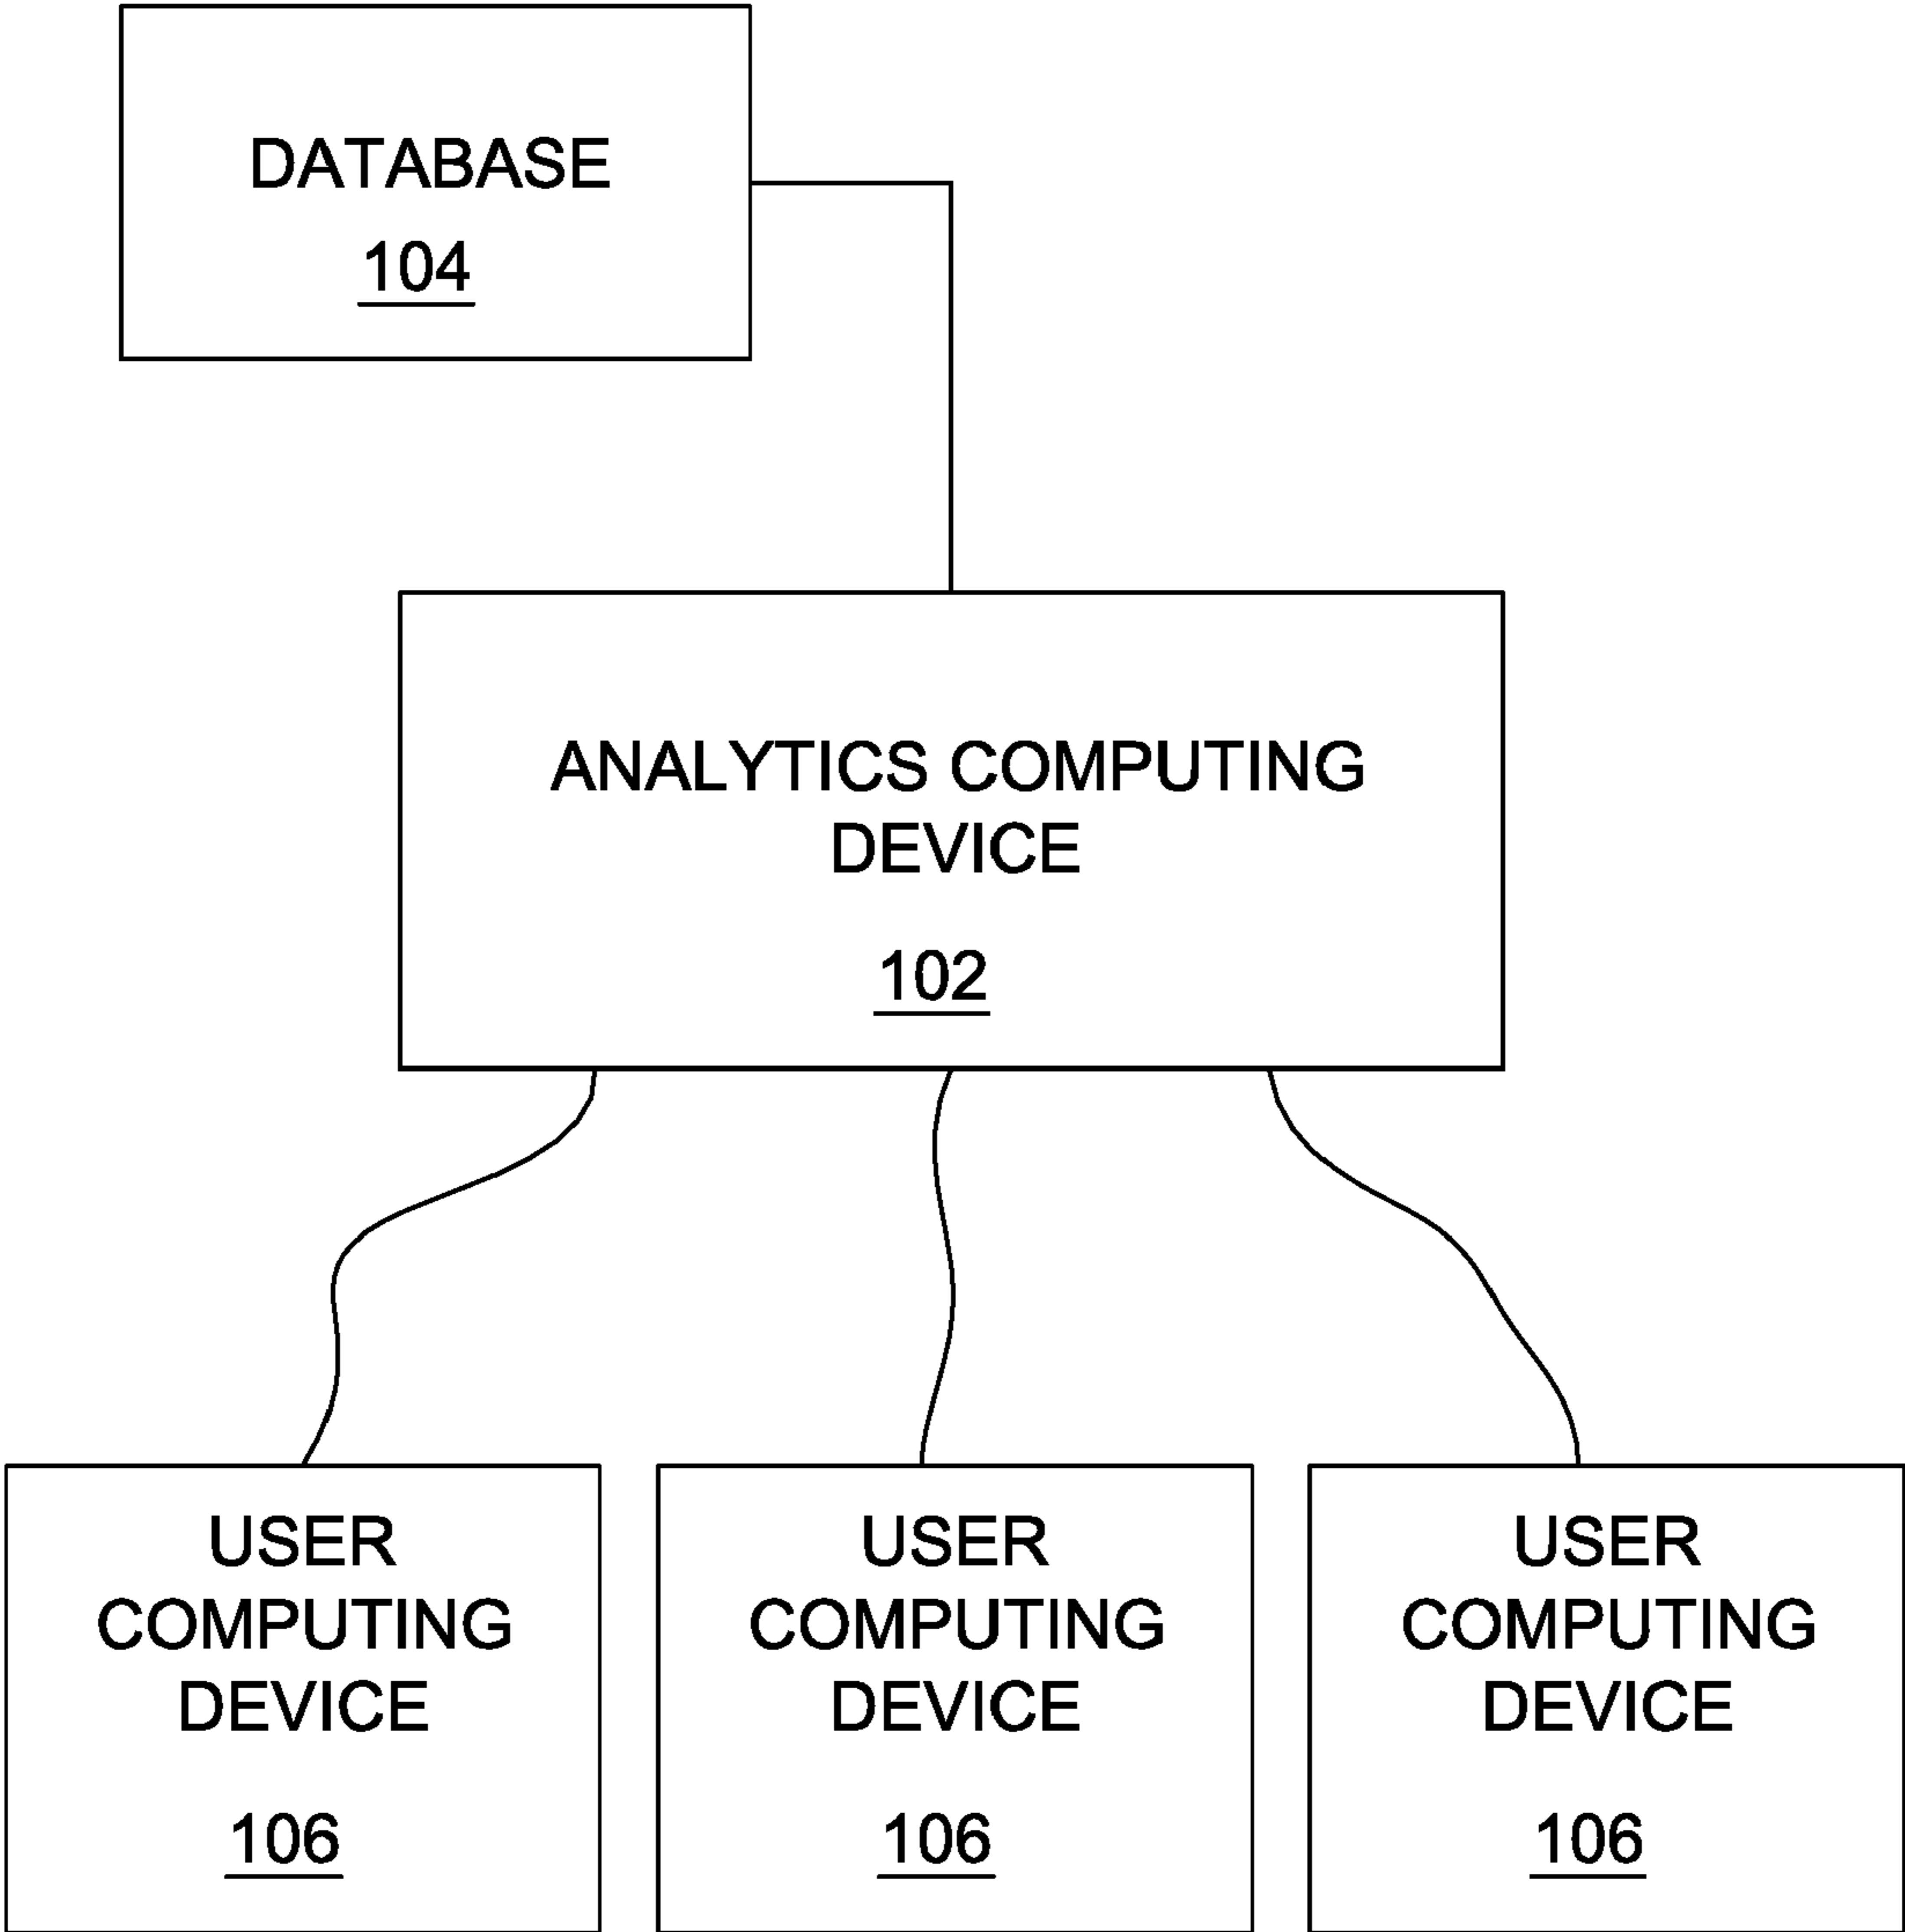 DATABASE
104
ANALYTICS COMPUTING
DEVICE
102
USER
COMPUTING
DEVICE
106
USER
COMPUTING
DEVICE
106
USER
COMPUTING
DEVICE
106